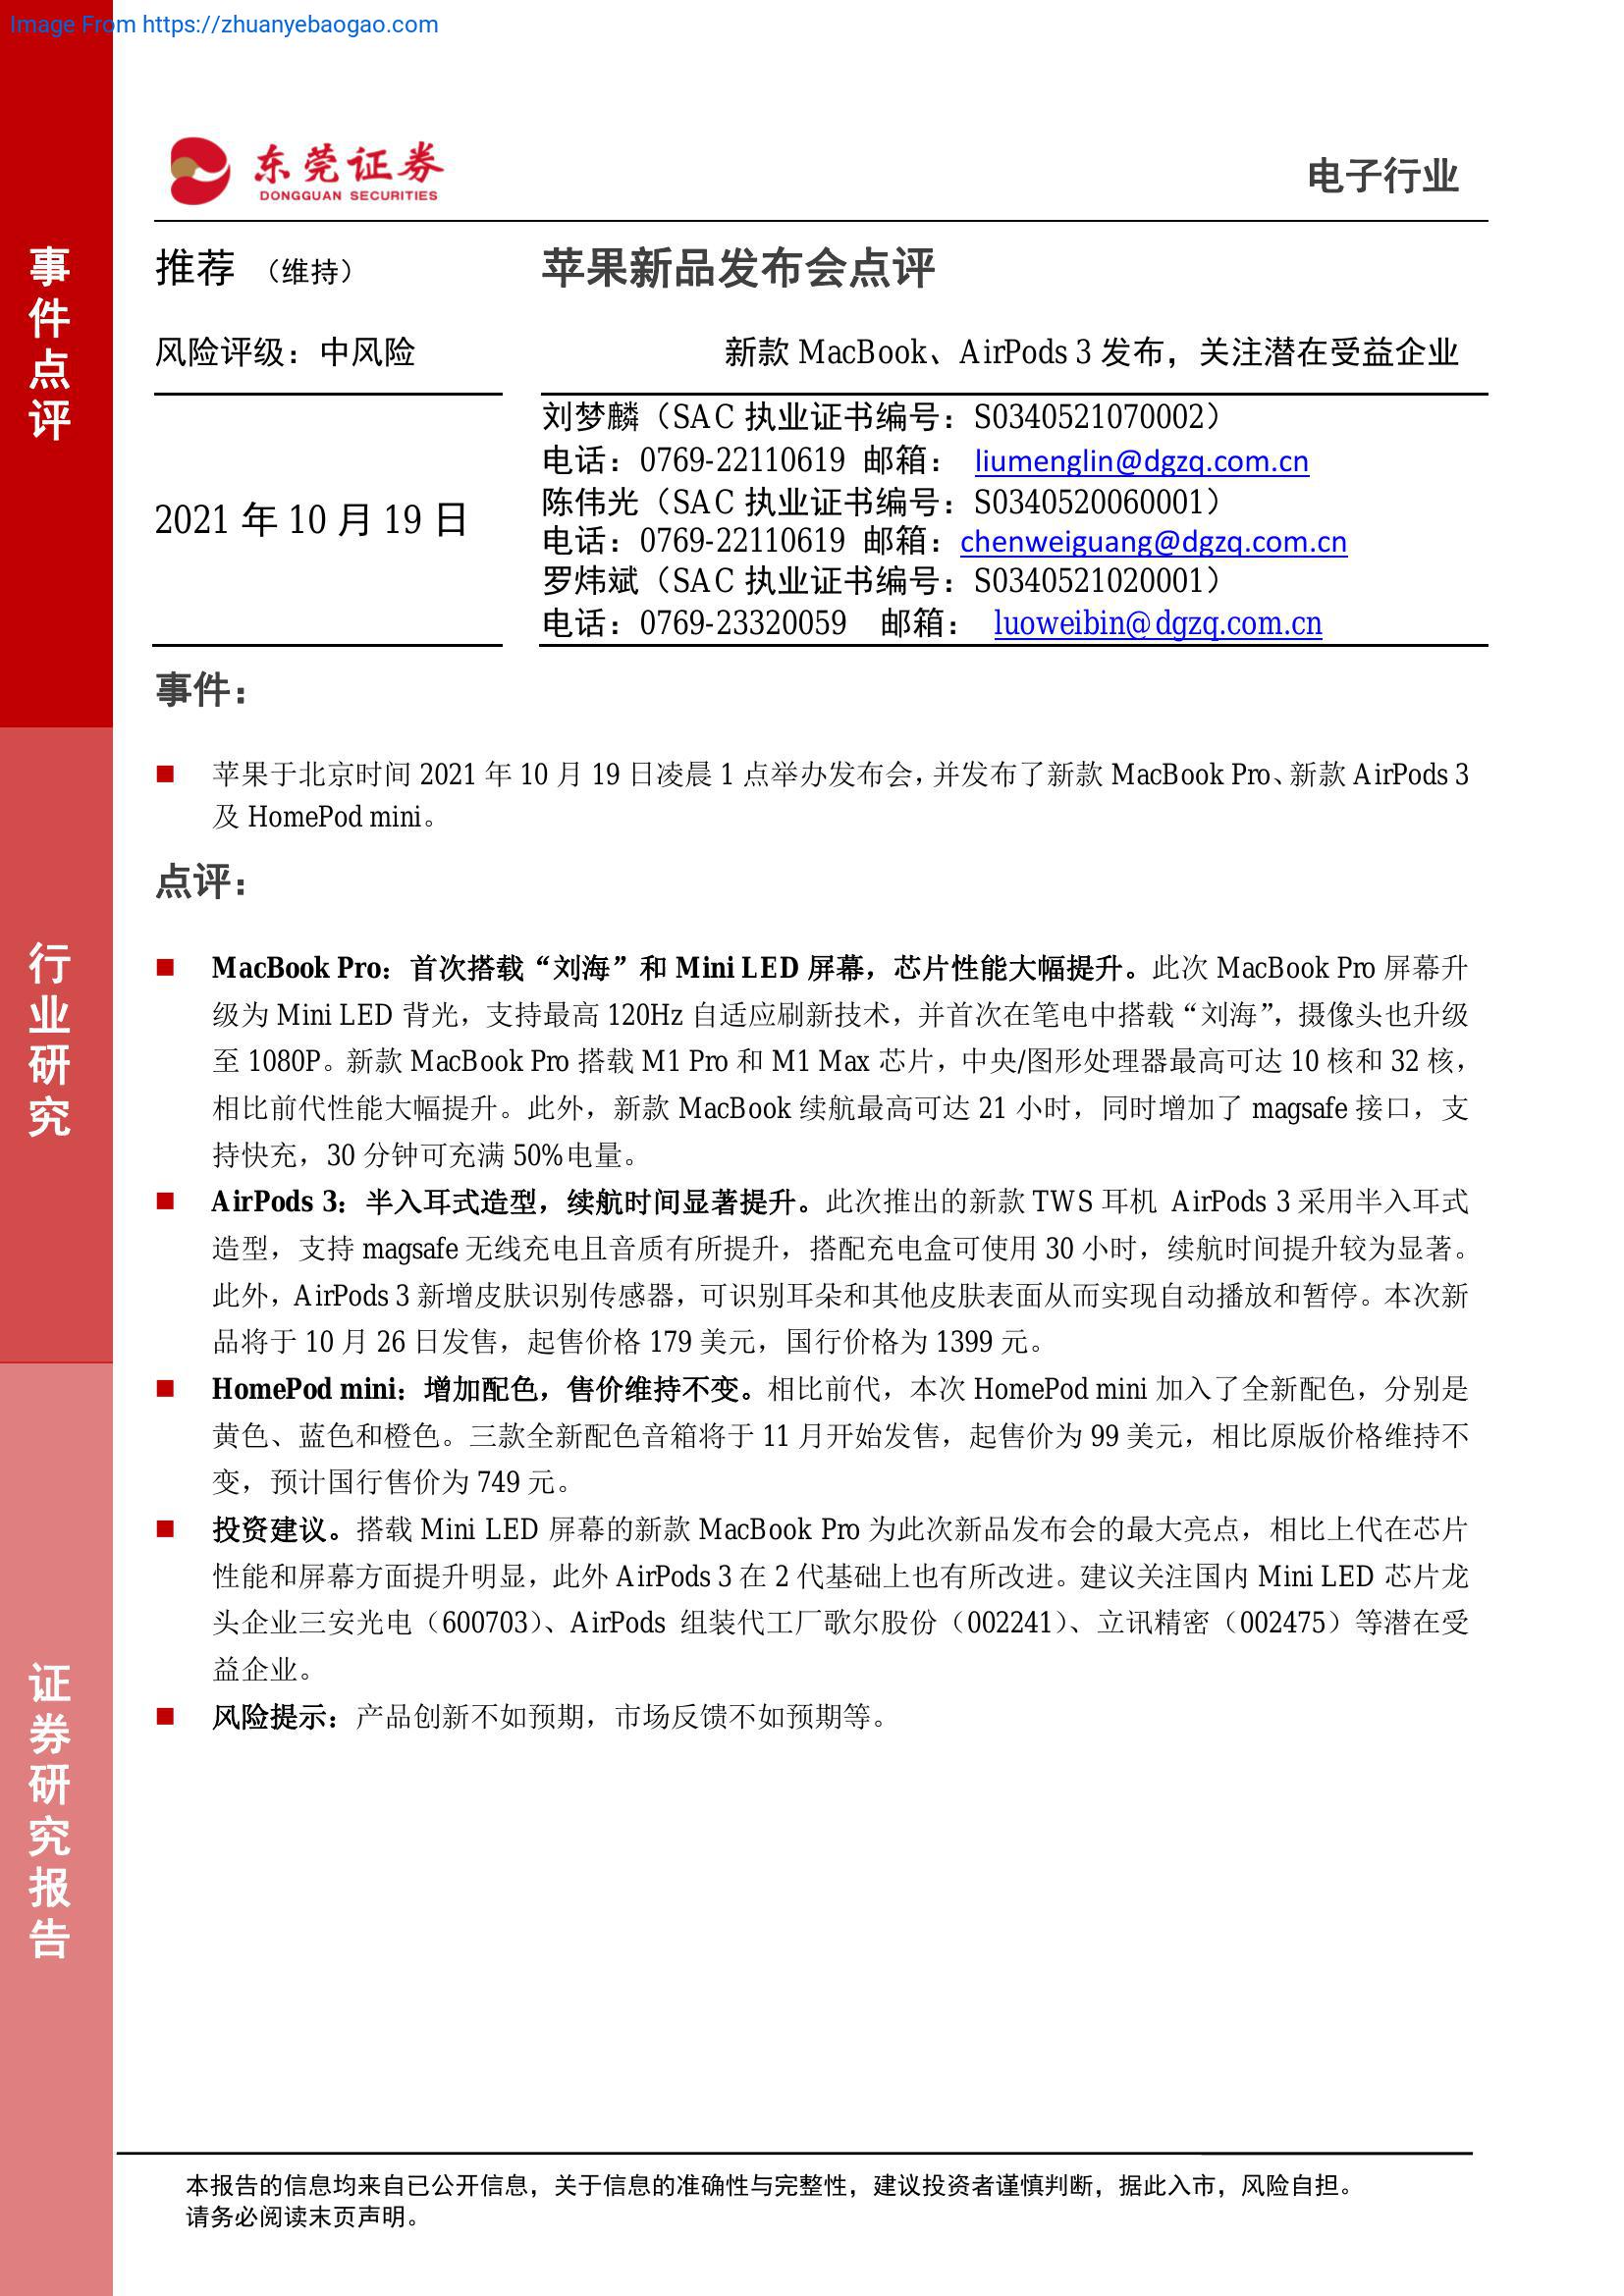 Image From https://zhuanyebaogao.com
东莞证券
DONGGUAN SECURITIES
电子行业
事件点评
推荐 （维持）
苹果新品发布会点评
风险评级：中风险
新款 MacBook、AirPods 3 发布，关注潜在受益企业
2021 年 10 月 19 日
刘梦麟（SAC 执业证书编号：S0340521070002）
电话：0769-22110619 邮箱： liumenglin@dgzq.com.cn
陈伟光（SAC 执业证书编号：S0340520060001）
电话：0769-22110619 邮箱：chenweiguang@dgzq.com.cn
罗炜斌（SAC 执业证书编号：S0340521020001）
电话：0769-23320059 邮箱： luoweibin@dgzq.com.cn
事件：
苹果于北京时间 2021 年 10 月 19 日凌晨 1 点举办发布会，并发布了新款 MacBook Pro、新款 AirPods 3
及 HomePod mini。
点评：
行业研究
MacBook Pro：首次搭载“刘海”和 Mini LED 屏幕，芯片性能大幅提升。此次 MacBook Pro 屏幕升
级为 Mini LED 背光，支持最高 120Hz 自适应刷新技术，并首次在笔电中搭载“刘海”，摄像头也升级
至 1080P。新款 MacBook Pro 搭载 M1 Pro 和 M1 Max 芯片，中央/图形处理器最高可达 10 核和 32 核，
相比前代性能大幅提升。此外，新款 MacBook 续航最高可达 21 小时，同时增加了 magsafe 接口，支
持快充，30 分钟可充满 50%电量。
AirPods 3：半入耳式造型，续航时间显著提升。此次推出的新款 TWS 耳机 AirPods 3 采用半入耳式
造型，支持 magsafe 无线充电且音质有所提升，搭配充电盒可使用 30 小时，续航时间提升较为显著。
此外，AirPods 3 新增皮肤识别传感器，可识别耳朵和其他皮肤表面从而实现自动播放和暂停。本次新
品将于 10 月 26 日发售，起售价格 179 美元，国行价格为 1399 元。
HomePod mini：增加配色，售价维持不变。相比前代，本次 HomePod mini 加入了全新配色，分别是
黄色、蓝色和橙色。三款全新配色音箱将于 11 月开始发售，起售价为 99 美元，相比原版价格维持不
变，预计国行售价为 749 元。
投资建议。搭载 Mini LED 屏幕的新款 MacBook Pro 为此次新品发布会的最大亮点，相比上代在芯片
性能和屏幕方面提升明显，此外 AirPods 3 在 2 代基础上也有所改进。建议关注国内 Mini LED 芯片龙
头企业三安光电（600703）、AirPods 组装代工厂歌尔股份（002241）、立讯精密（002475）等潜在受
益企业。
风险提示：产品创新不如预期，市场反馈不如预期等。
证券研究报告
本报告的信息均来自已公开信息，关于信息的准确性与完整性，建议投资者谨慎判断，据此入市，风险自担。
请务必阅读末页声明。